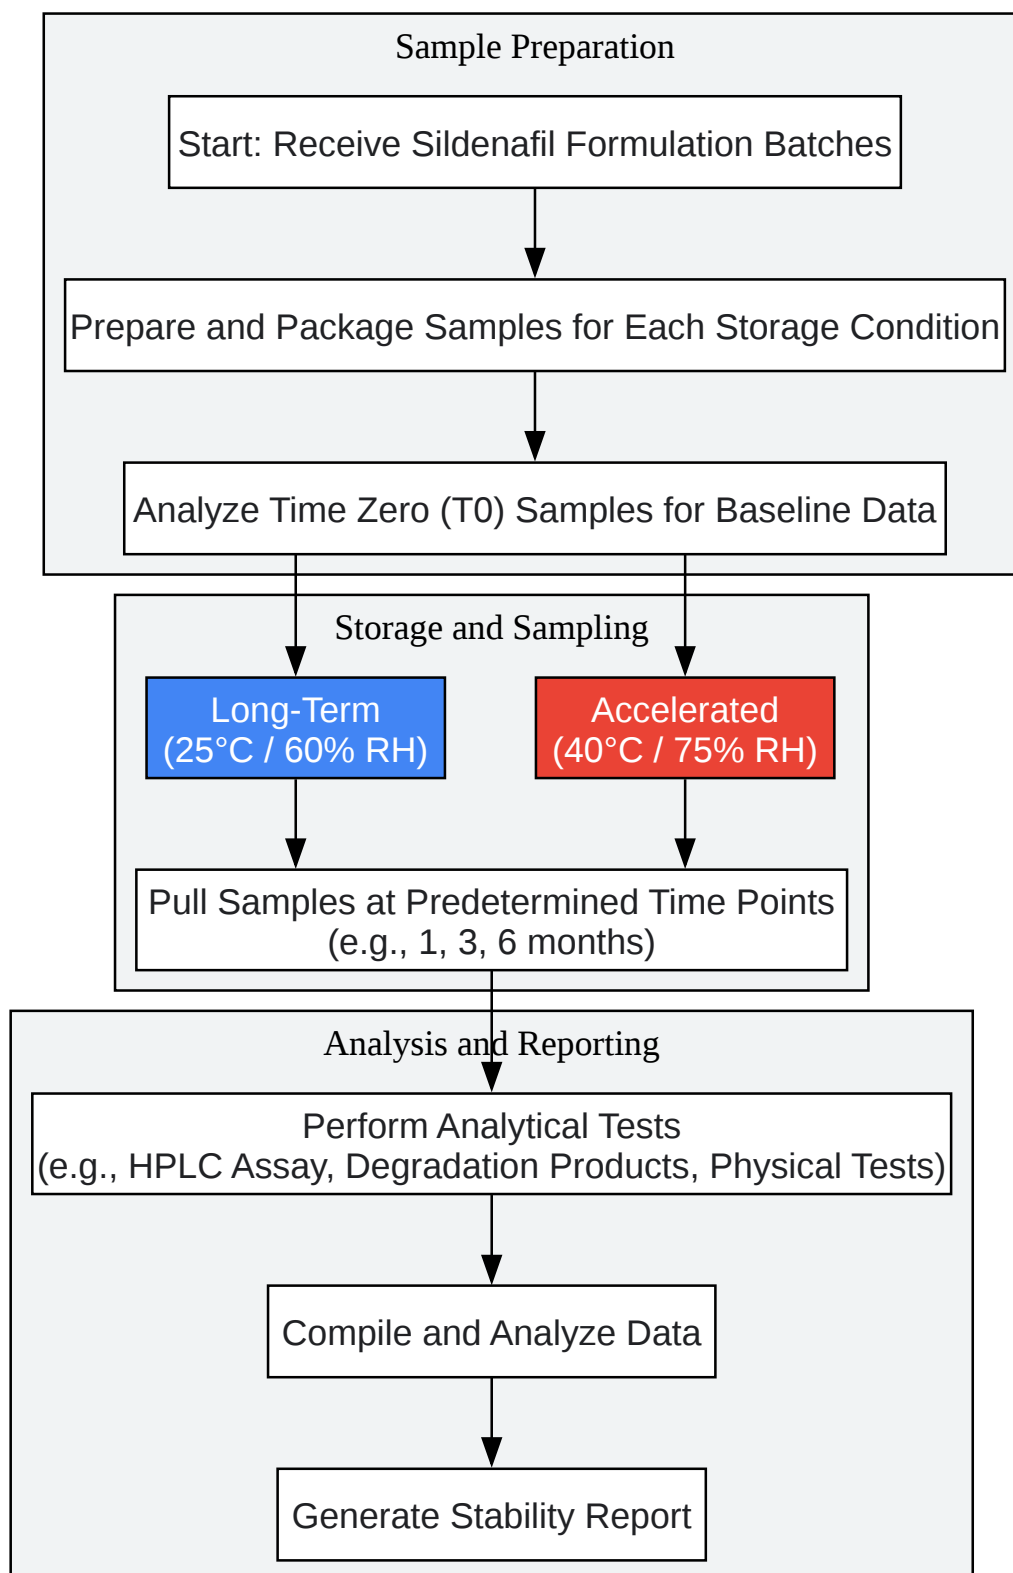 Sample Preparation
Start: Receive Sildenafil Formulation Batches
Prepare and Package Samples for Each Storage Condition
Analyze Time Zero (T0) Samples for Baseline Data
Storage and Sampling
Long-Term
(25°C / 60% RH)
Accelerated
(40°C / 75% RH)
Pull Samples at Predetermined Time Points
(e.g., 1, 3, 6 months)
Analysis and Reporting
Perform Analytical Tests
(e.g., HPLC Assay, Degradation Products, Physical Tests)
Compile and Analyze Data
Generate Stability Report